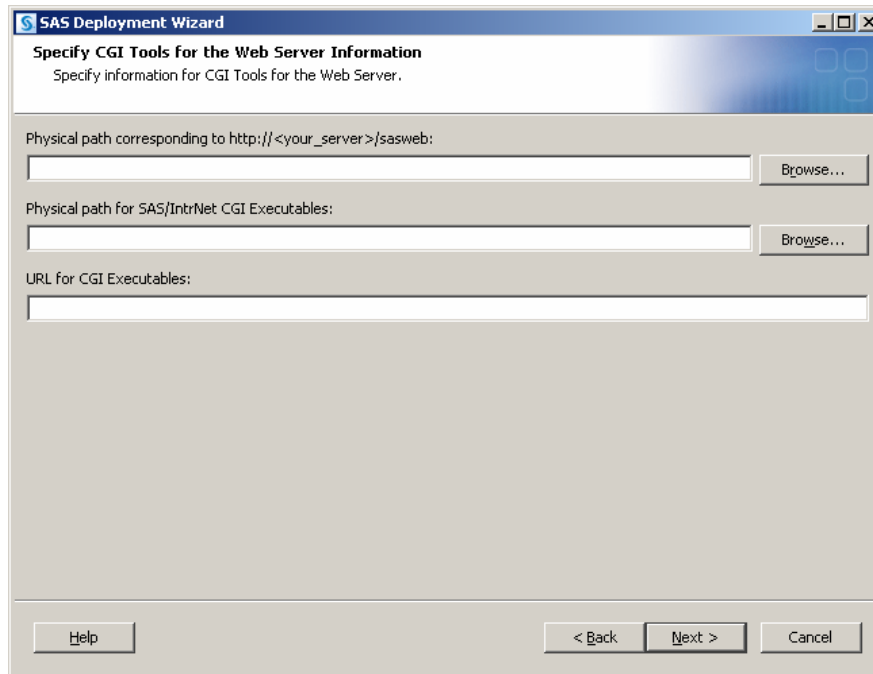 SAS Deployment Wizard
Specify CGI Tools for the Web Server Information
Specify information for CGI Tools for the Web Server.
Physical path corresponding to http://<your_server>/sasweb:
Browse...
Physical path for SAS/IntrNet CGI Executables:
Browse...
URL for CGI Executables:
Help
< Back
Next >
Cancel